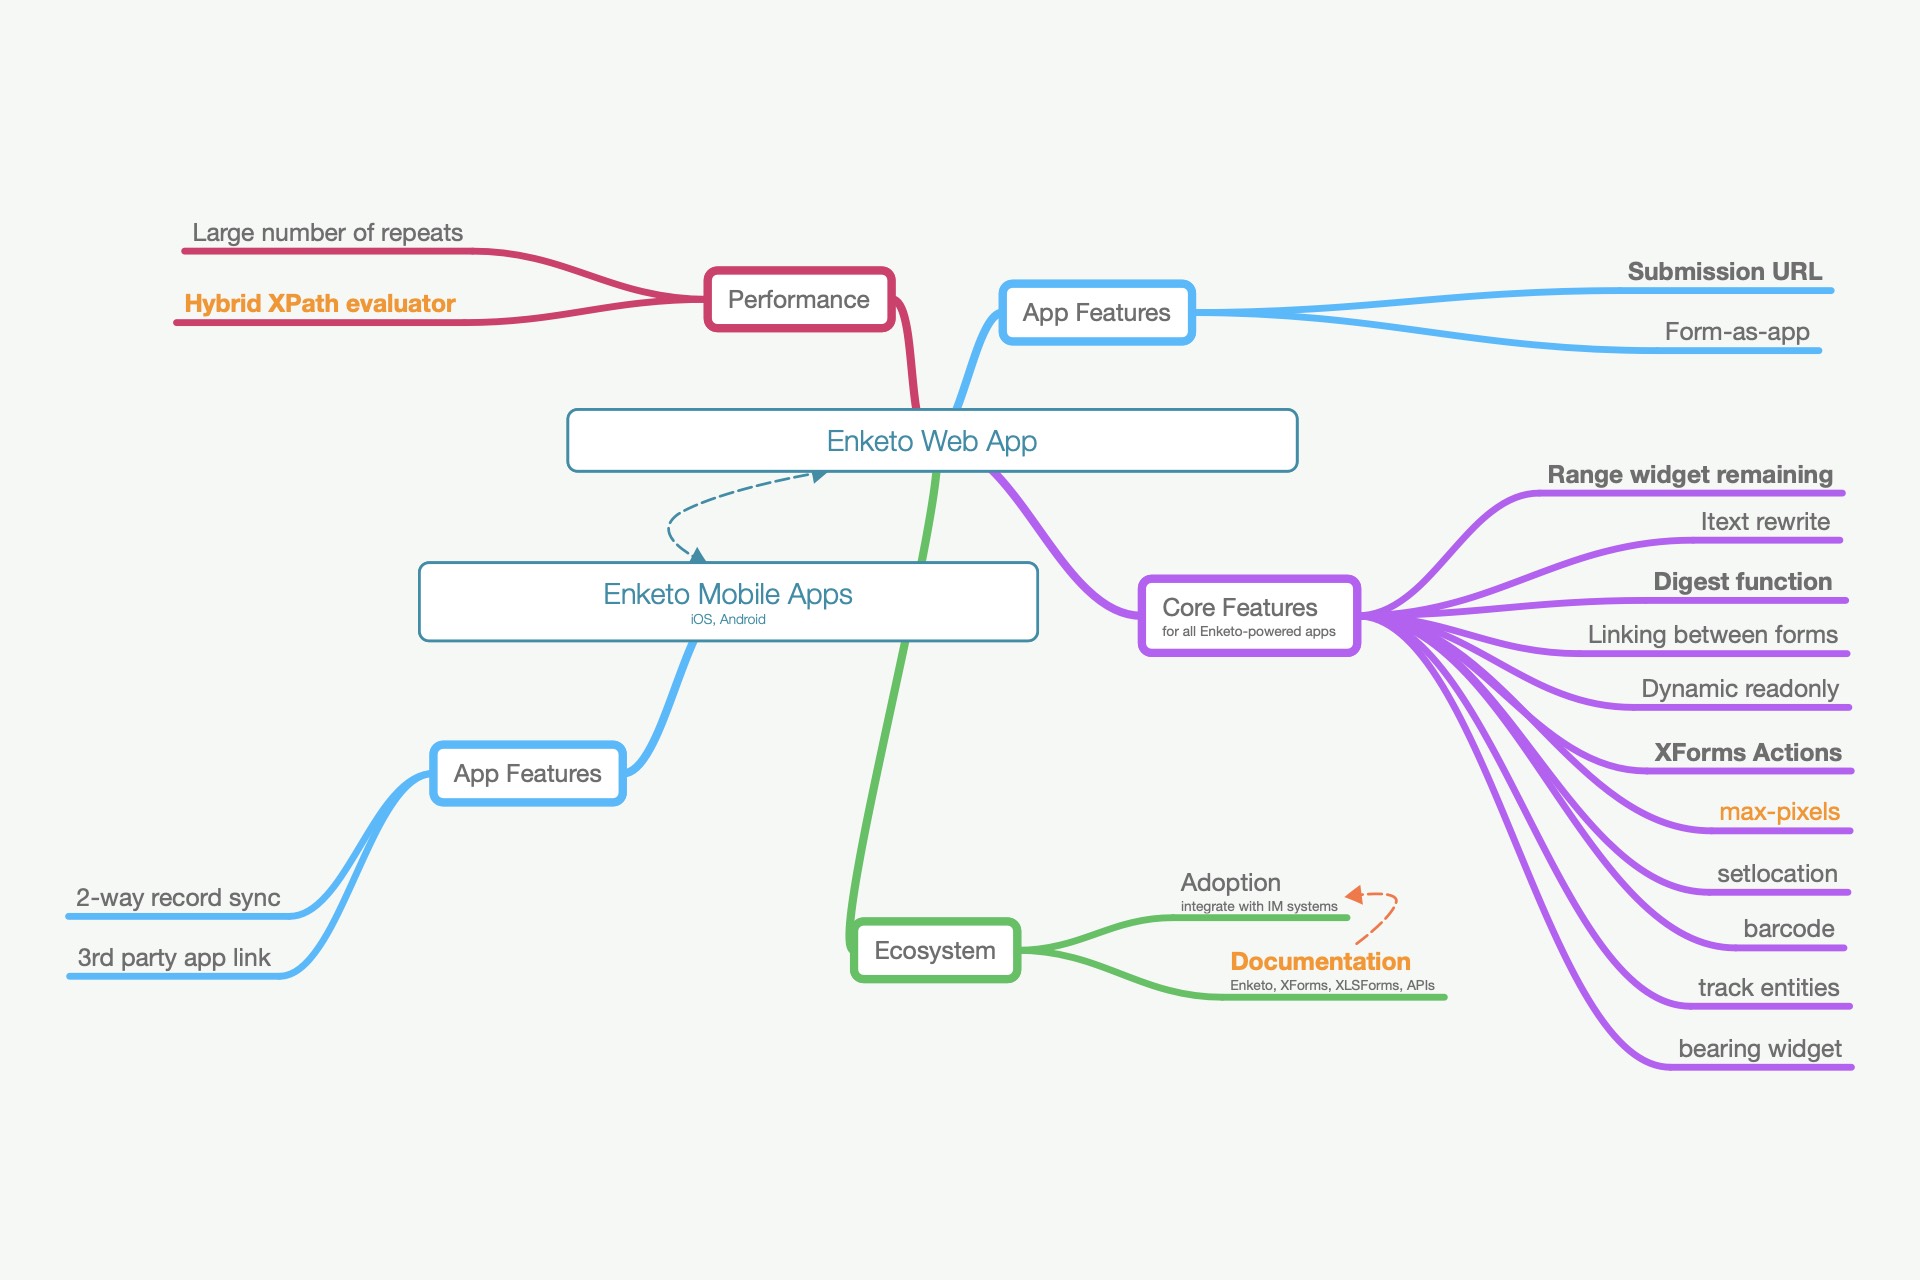 Large number of repeats
Hybrid XPath evaluator
Performance
App Features
Submission URL
Form-as-app
Enketo Web App
Enketo Mobile Apps
iOS, Android
Core Features
for all Enketo-powered apps
Range widget remaining
Itext rewrite
Digest function
Linking between forms
Dynamic readonly
XForms Actions
max-pixels
setlocation
barcode
track entities
bearing widget
App Features
2-way record sync
3rd party app link
Ecosystem
Adoption
integrate with IM systems
Documentation
Enketo, XForms, XLSForms, APIs